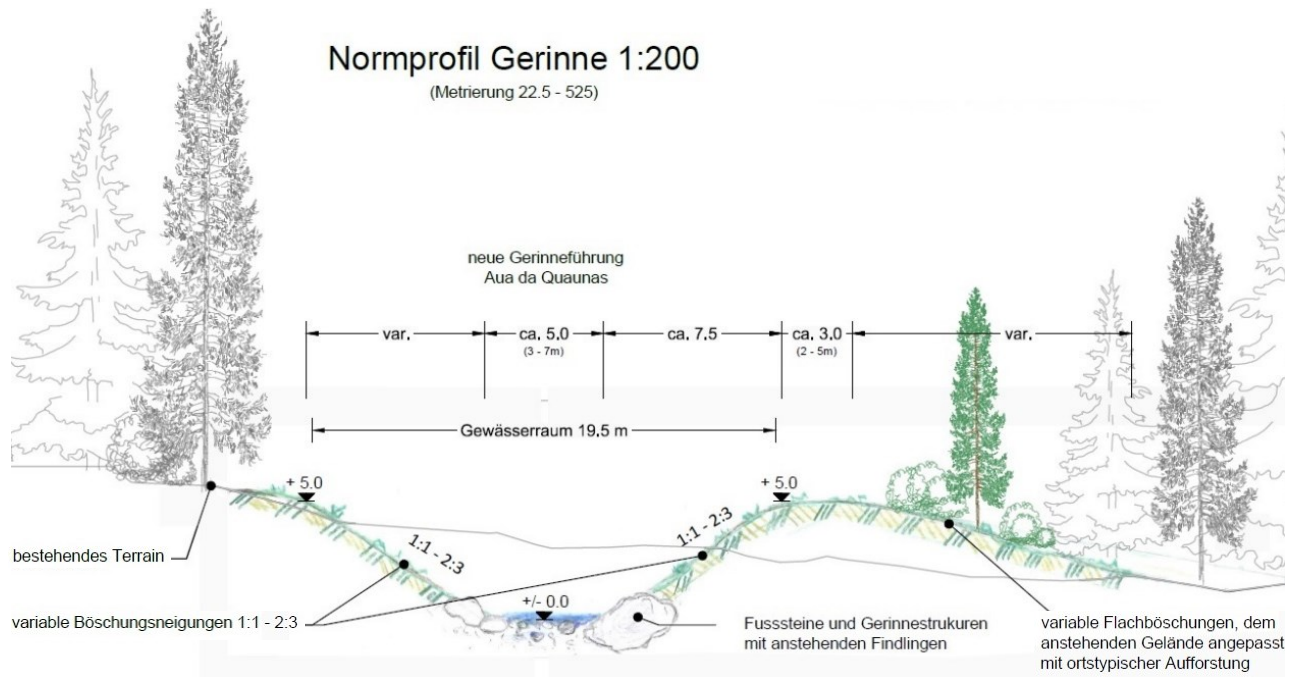 Normprofil Gerinne 1:200
(Metrierung 22.5 - 525)
neue Gerinneführung
Aua da Quaunas
var.
ca. 5.0
(3 - 7m)
ca. 7.5
ca. 3.0
(2 - 5m)
var.
Gewässerraum 19.5 m
+ 5.0
+ 5.0
1:1 - 2:3
1:1 - 2:3
bestehendes Terrain
+/- 0.0
variable Böschungsneigungen 1:1 - 2:3
Fusssteine und Gerinnestrukuren
mit anstehenden Findlingen
variable Flachböschungen, dem
anstehenden Gelände angepasst
mit ortstypischer Aufforstung